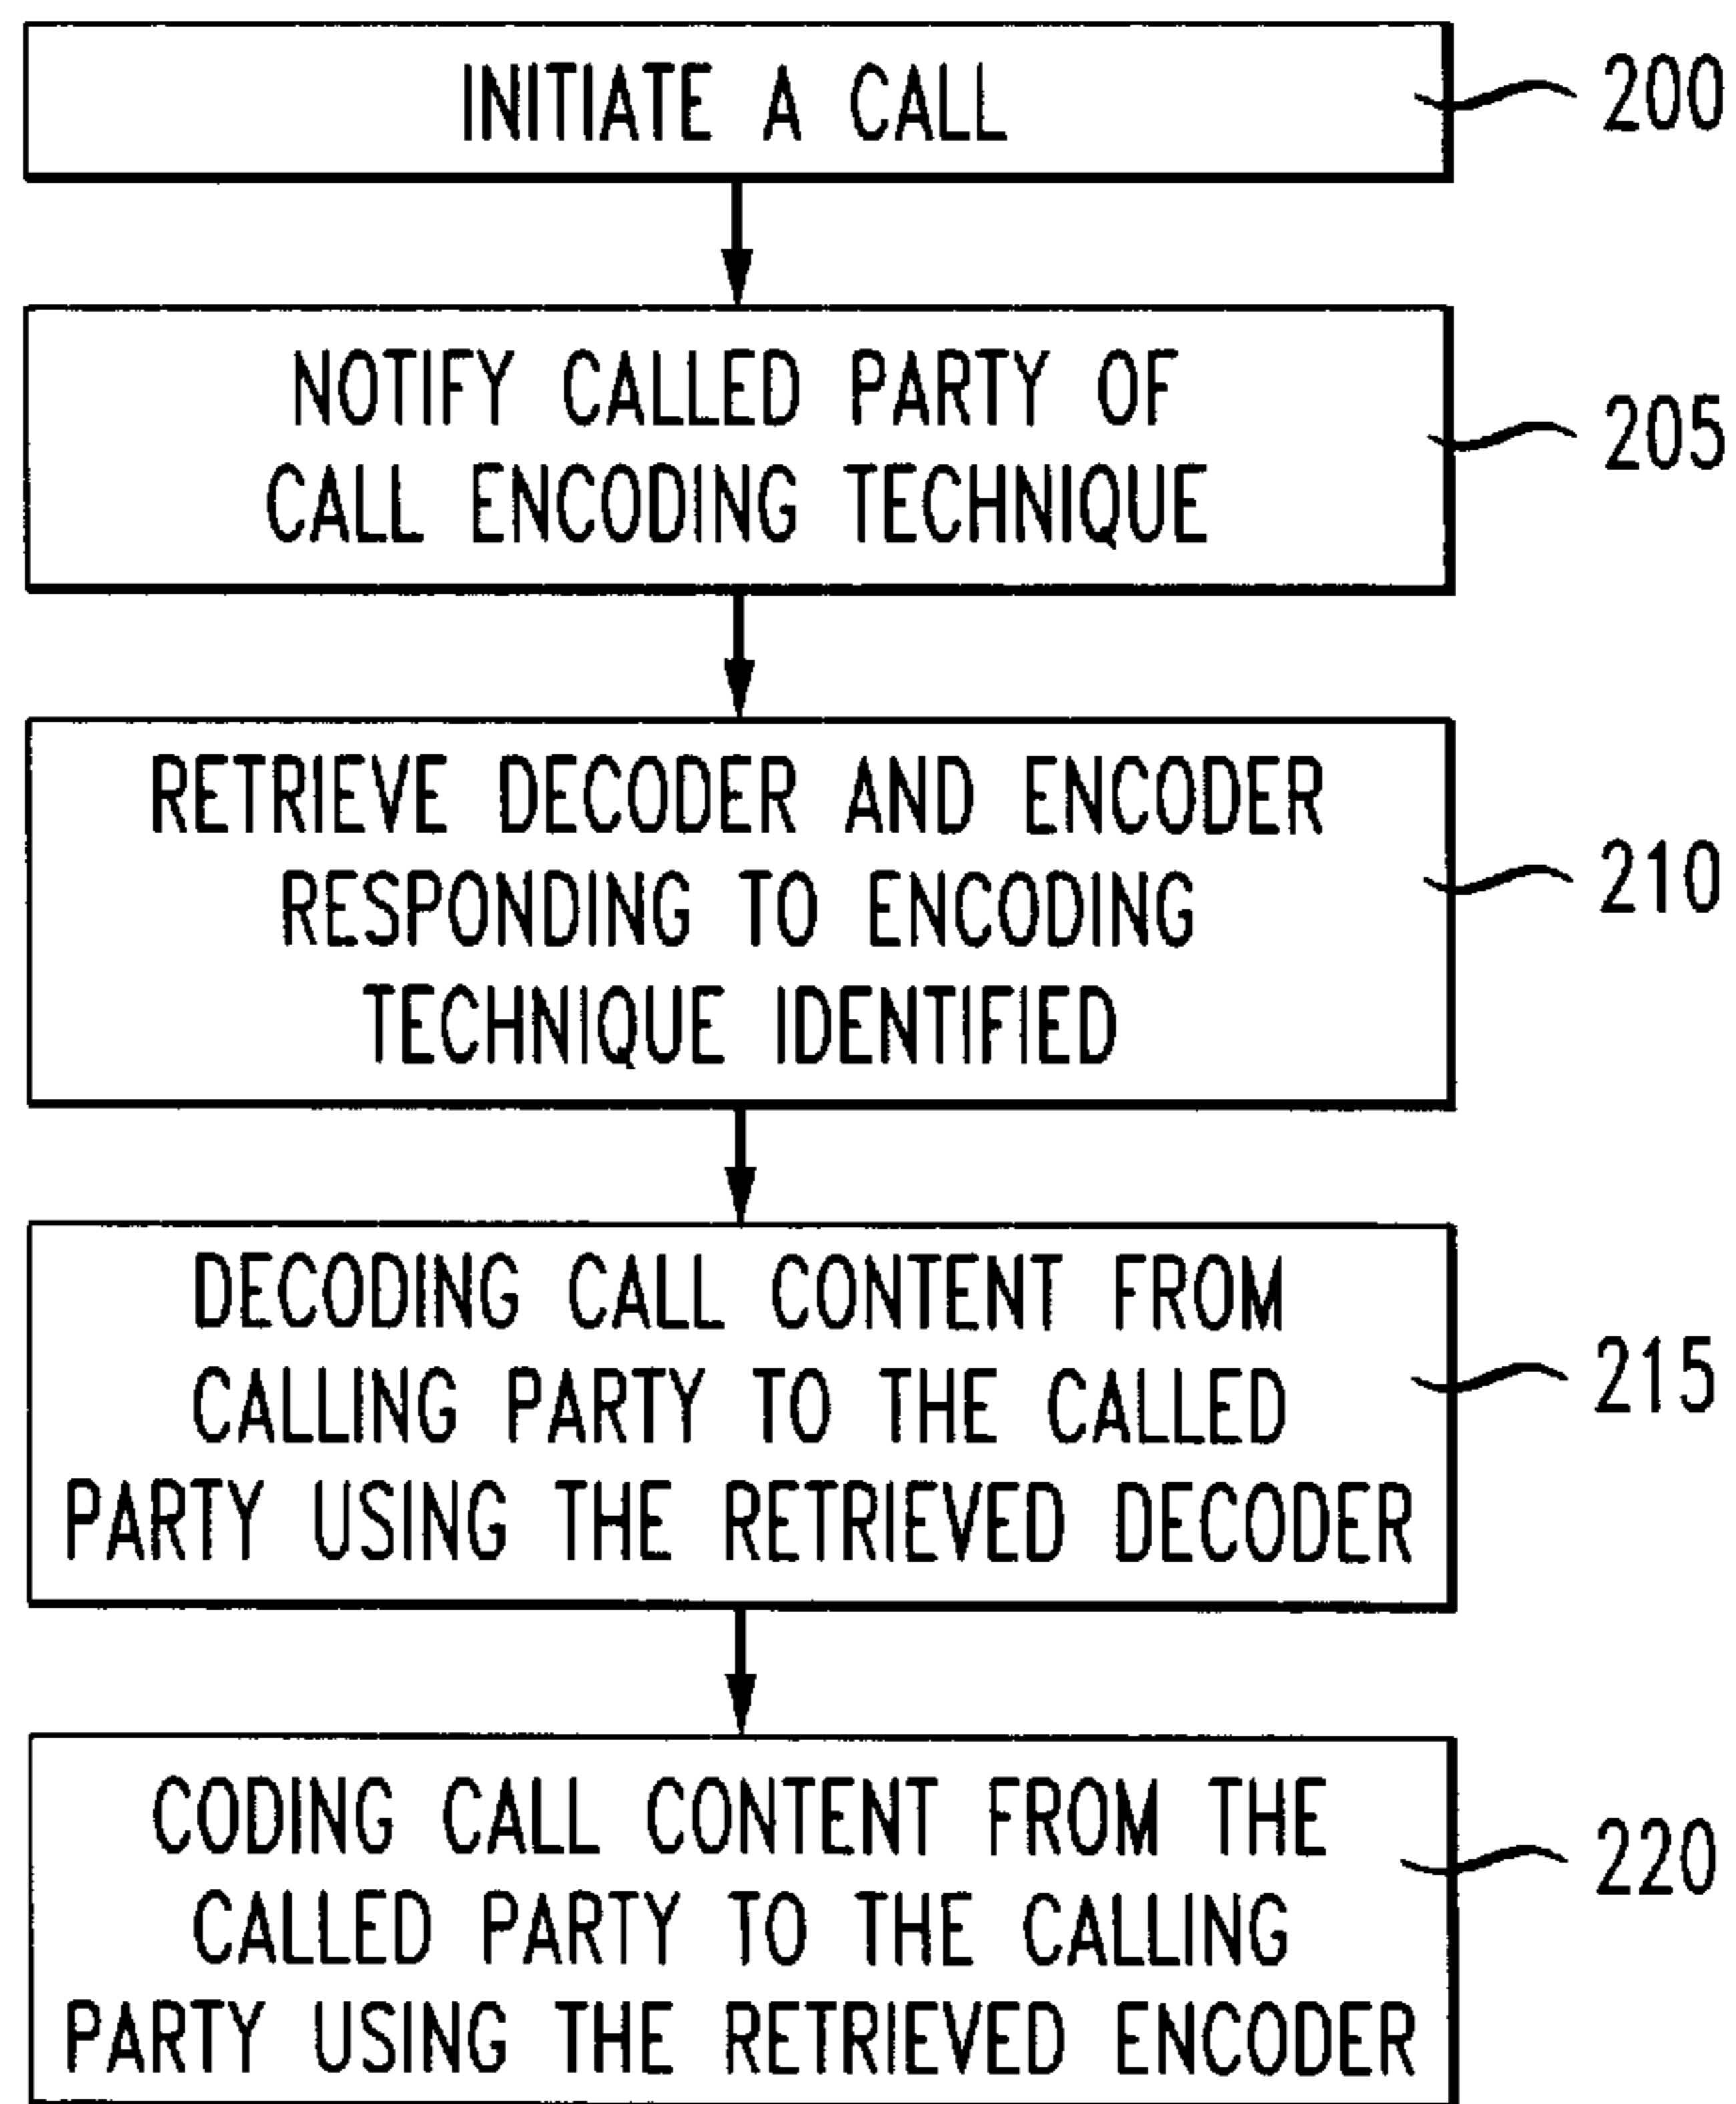 INITIATE A CALL
200
NOTIFY CALLED PARTY OF
CALL ENCODING TECHNIQUE
205
RETRIEVE DECODER AND ENCODER
RESPONDING TO ENCODING
TECHNIQUE IDENTIFIED
210
DECODING CALL CONTENT FROM
CALLING PARTY TO THE CALLED
PARTY USING THE RETRIEVED DECODER
215
CODING CALL CONTENT FROM THE
CALLED PARTY TO THE CALLING
PARTY USING THE RETRIEVED ENCODER
220